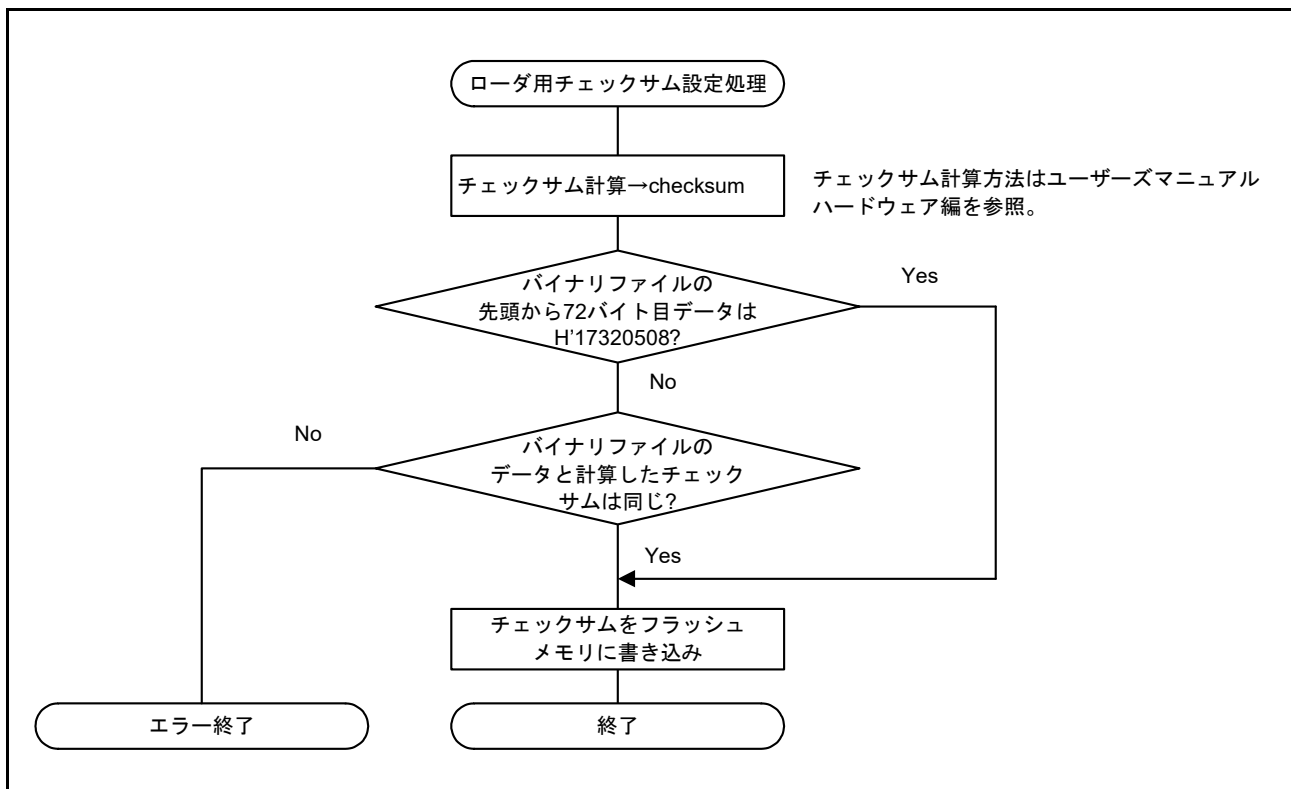 ローダ用チェックサム設定処理
チェックサム計算→checksum
チェックサム計算方法はユーザーズマニュアル
ハードウェア編を参照。
バイナリファイルの
先頭から72バイト目データは
H'17320508?
Yes
No
バイナリファイルの
データと計算したチェック
サムは同じ?
No
Yes
チェックサムをフラッシュ
メモリに書き込み
エラー終了
終了